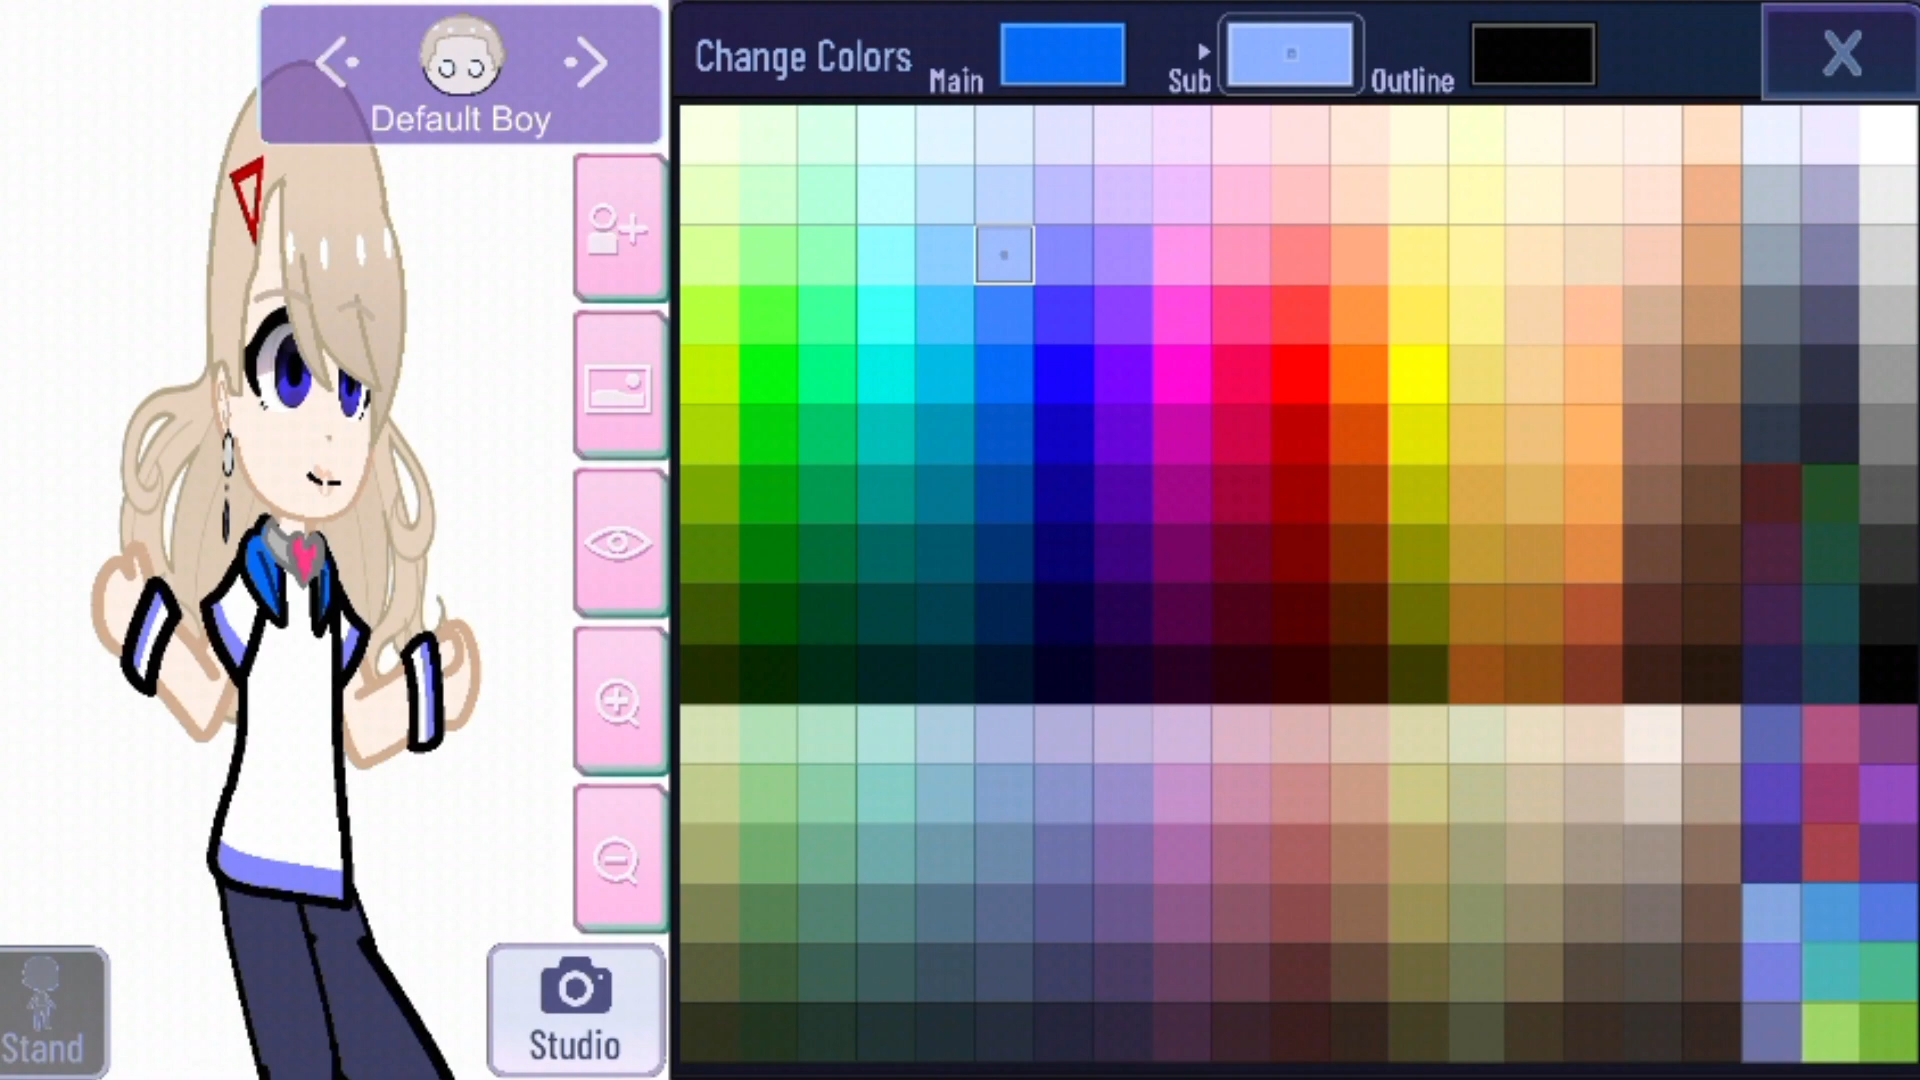 Default Boy
Change Colors
Main
Sub
Outline
X
Stand
Studio